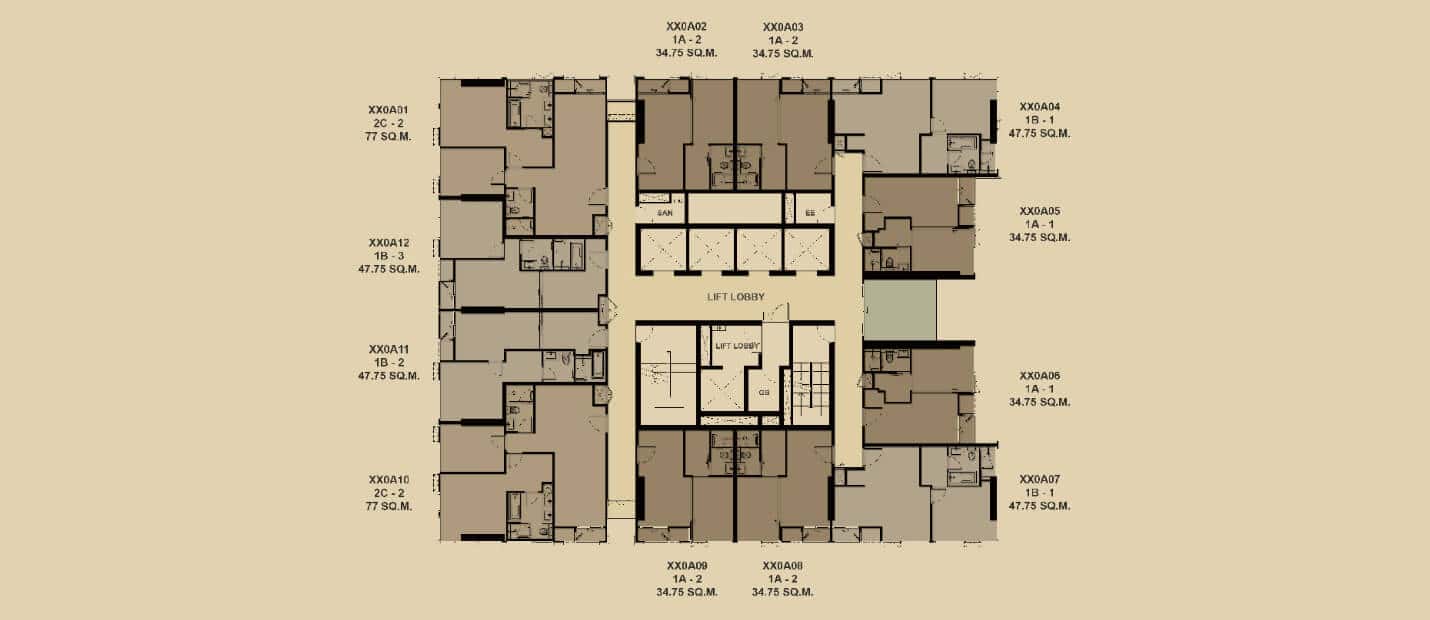 XX0A02
1A - 2
34.75 SQ.M.
XX0A03
1A - 2
34.75 SQ.M.
XX0A01
2C - 2
77 SQ.M.
XX0A04
1B - 1
47.75 SQ.M.
XX0A05
1A - 1
34.75 SQ.M.
SAN
EE
XX0A12
1B - 3
47.75 SQ.M.
LIFT LOBBY
LIFT LOBBY
XX0A11
1B - 2
47.75 SQ.M.
XX0A06
1A - 1
34.75 SQ.M.
XX0A10
2C - 2
77 SQ.M.
XX0A07
1B - 1
47.75 SQ.M.
XX0A09
1A - 2
34.75 SQ.M.
XX0A08
1A - 2
34.75 SQ.M.